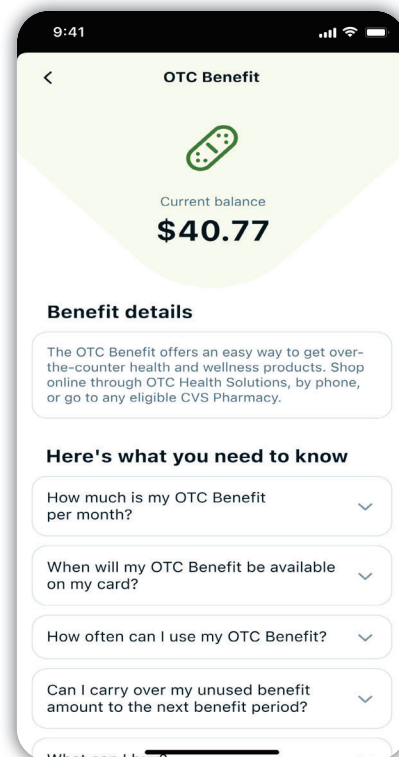 9:41
OTC Benefit
Current balance
$40.77
Benefit details
The OTC Benefit offers an easy way to get over-
the-counter health and wellness products. Shop
online through OTC Health Solutions, by phone,
or go to any eligible CVS Pharmacy.
Here's what you need to know
How much is my OTC Benefit
per month?
When will my OTC Benefit be available
on my card?
How often can I use my OTC Benefit?
Can I carry over my unused benefit
amount to the next benefit period?
What can I buy?